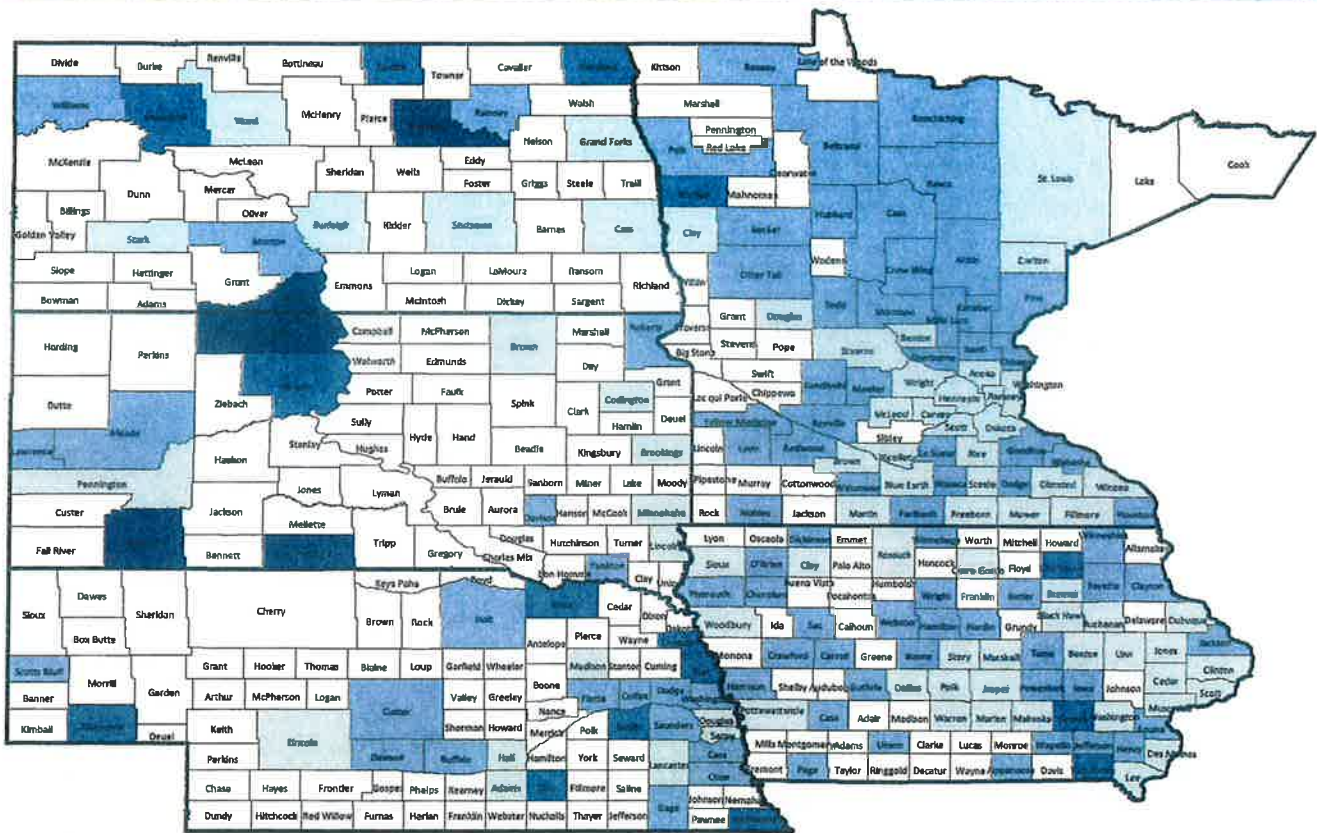 Divide Burke Renville Bottineau Towner Cavalier Kittson Roseau Lake of the Woods
Williams Ward McHenry Pierce Ramsey Walsh Marshall Koochiching
Nelson Grand Forks Polk Pennington Red Lake Beltrami St. Louis Lake Cook
McKenzie McLean Sheridan Wells Eddy Foster Griggs Steele Traill Mahnomen Clearwater
Dunn Mercer Oliver
Billings Golden Valley Stark Morton Burleigh Kidder Stutsman Barnes Cass Clay Becker Hubbard Cass
Slope Hettinger Grant Emmons Logan LaMoure Ransom Richland Wilkin Otter Tail Wadena Crow Wing Aitkin Carlton
Bowman Adams McIntosh Dickey Sargent Todd Pine
Harding Perkins Campbell McPherson Brown Marshall Roberts Traverse Grant Douglas
Walworth Edmunds Day Big Stone Stevens Pope Stearns Benton
Butte Ziebach Potter Faulk Spink Clark Codington Grant Swift Wright Anoka Washington
Meade Sully Hamlin Deuel Lac qui Parle Chippewa Kandiyohi Meeker Hennepin Ramsey
Lawrence Haakon Stanley Hughes Hyde Hand Beadle Kingsbury Brookings Yellow Medicine Renville McLeod Carver Scott Dakota
Pennington Jones Lyman Buffalo Jerauld Sanborn Miner Lake Moody Lincoln Lyon Redwood Sibley Brown Nicollet Le Sueur Rice Goodhue
Custer Jackson Mellette Brule Aurora Davison Hanson McCook Minnehaha Pipestone Murray Cottonwood Blue Earth Steele Dodge Olmsted Winona
Fall River Bennett Tripp Gregory Douglas Charles Mix Hutchinson Turner Lincoln Rock Nobles Jackson Martin Faribault Freeborn Mower Fillmore Houston
Bon Homme Yankton Clay Union Lyon Osceola Dickinson Emmet Winnebago Worth Mitchell Howard Allamakee
Sioux O'Brien Clay Palo Alto Kossuth Hancock Cerro Gordo Floyd
Sioux Dawes Sheridan Cherry Keya Paha Boyd Cedar Dixon Plymouth Cherokee Buena Vista Pocahontas Humboldt Wright Franklin Butler Bremer Fayette Clayton
Box Butte Brown Rock Holt Antelope Pierce Wayne Woodbury Ida Sac Calhoun Webster Hamilton Hardin Grundy Black Hawk Buchanan Delaware Dubuque
Scotts Bluff Grant Hooker Thomas Blaine Loup Garfield Wheeler Madison Stanton Cuming Monona Crawford Carroll Greene Boone Story Marshall Tama Benton Linn Jones Jackson
Banner Morrill Garden Arthur McPherson Logan Custer Valley Greeley Boone Platte Colfax Dodge Washington Harrison Shelby Audubon Guthrie Dallas Polk Jasper Poweshiek Iowa Johnson Cedar Clinton Scott
Kimball Deuel Keith Lincoln Sherman Howard Nance Merrick Polk Butler Saunders Douglas Sarpy Pottawattamie Cass Adair Madison Warren Marion Mahaska Washington Muscatine Louisa
Perkins Dawson Buffalo Hall Hamilton York Seward Lancaster Cass Otoe Mills Montgomery Adams Union Clarke Lucas Monroe Wapello Jefferson Henry Des Moines
Chase Hayes Frontier Gosper Phelps Kearney Adams Fillmore Saline Gage Johnson Nemaha Fremont Page Taylor Ringgold Decatur Wayne Appanoose Davis Lee
Dundy Hitchcock Red Willow Furnas Harlan Franklin Webster Nuckolls Thayer Jefferson Pawnee